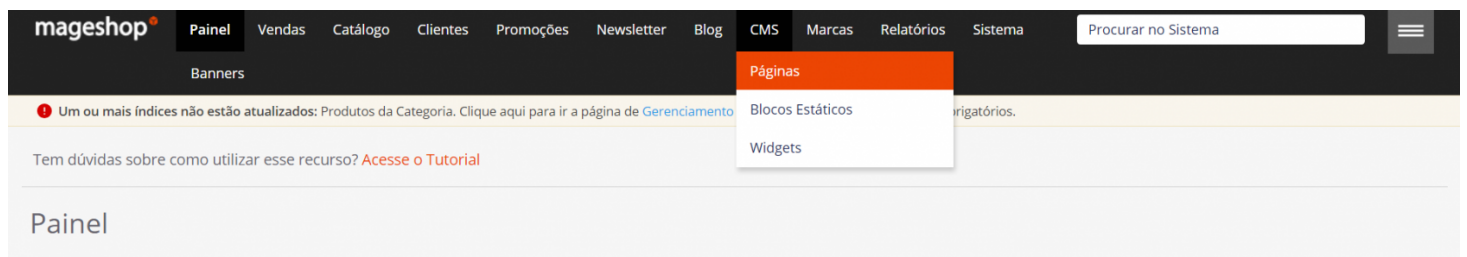 mageshop
Painel Vendas Catálogo Clientes Promoções Newsletter Blog CMS Marcas Relatórios Sistema Procurar no Sistema
Banners
Páginas
Blocos Estáticos
Widgets
Um ou mais índices não estão atualizados: Produtos da Categoria. Clique aqui para ir a página de Gerenciamento
Tem dúvidas sobre como utilizar esse recurso? Acesse o Tutorial
Painel